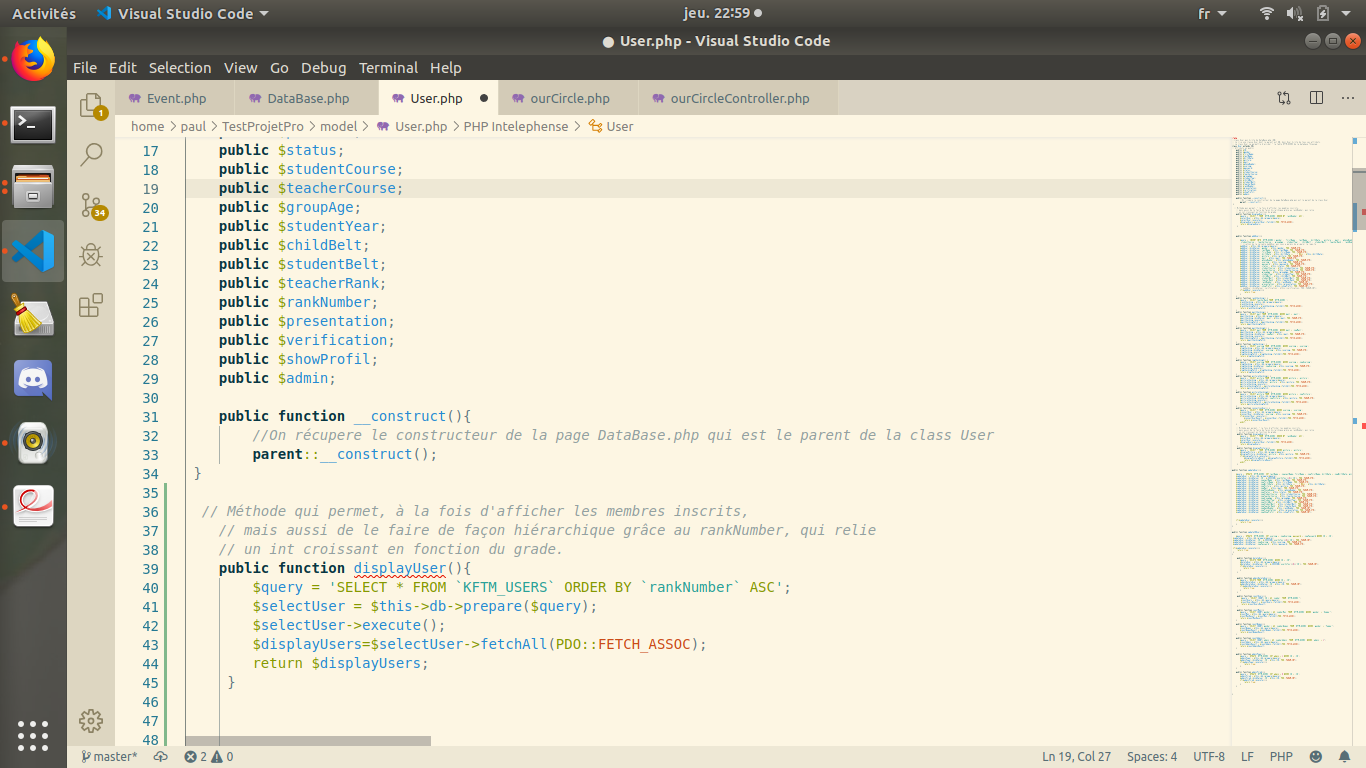 Activités Visual Studio Code jeu. 22:59 fr
User.php - Visual Studio Code
File Edit Selection View Go Debug Terminal Help
Event.php DataBase.php User.php ourCircle.php ourCircleController.php
home > paul > TestProjetPro > model > User.php > PHP Intelephense > User
1
34
17 public $status;
18 public $studentCourse;
19 public $teacherCourse;
20 public $groupAge;
21 public $studentYear;
22 public $childBelt;
23 public $studentBelt;
24 public $teacherRank;
25 public $rankNumber;
26 public $presentation;
27 public $verification;
28 public $showProfil;
29 public $admin;
30
31 public function __construct(){
32 //On récupere le constructeur de la page DataBase.php qui est le parent de la class User
33 parent::__construct();
34 }
35
36 // Méthode qui permet, à la fois d'afficher les membres inscrits,
37 // mais aussi de le faire de façon hiérarchique grâce au rankNumber, qui relie
38 // un int croissant en fonction du grade.
39 public function displayUser(){
40 $query = 'SELECT * FROM `KFTM_USERS` ORDER BY `rankNumber` ASC';
41 $selectUser = $this->db->prepare($query);
42 $selectUser->execute();
43 $displayUsers=$selectUser->fetchAll(PDO::FETCH_ASSOC);
44 return $displayUsers;
45 }
46
47
48
master* 2 0 Ln 19, Col 27 Spaces: 4 UTF-8 LF PHP